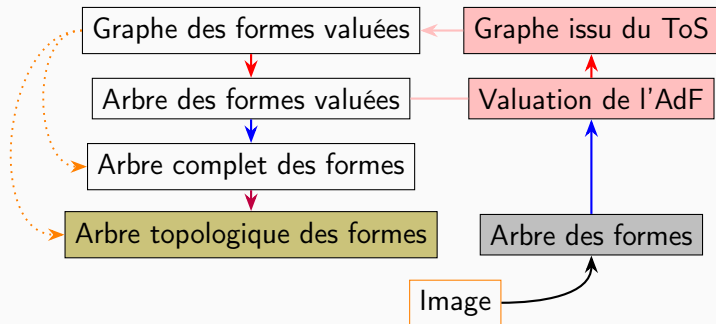 Graphe des formes valuées
Graphe issu du ToS
Arbre des formes valuées
Valuation de l'AdF
Arbre complet des formes
Arbre topologique des formes
Arbre des formes
Image